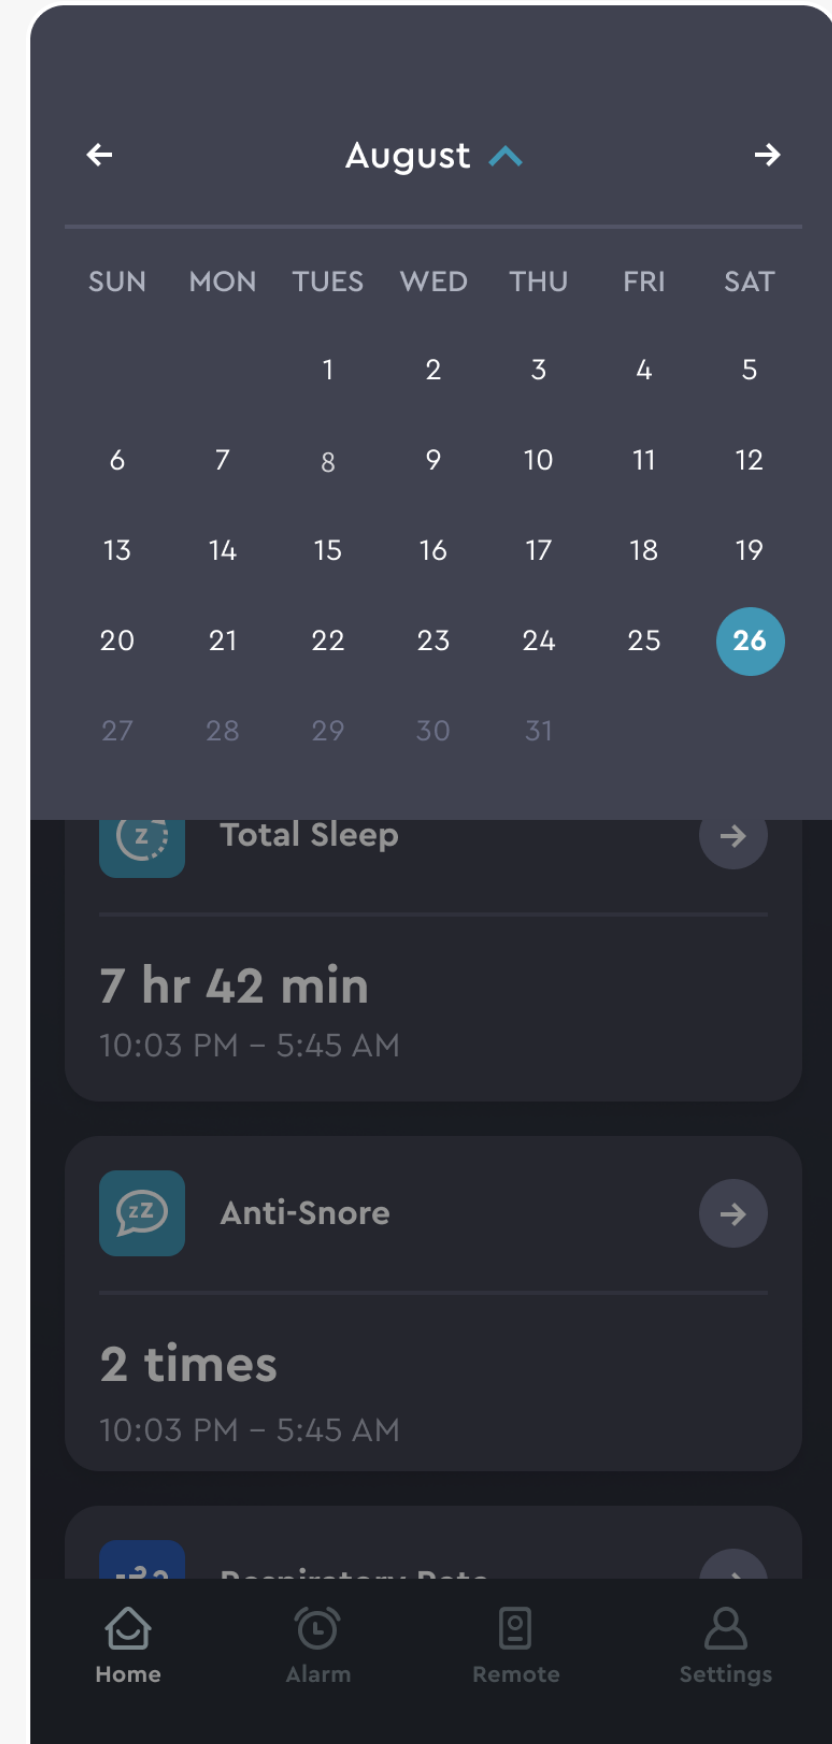 August
SUN MON TUES WED THU FRI SAT
1 2 3 4 5
6 7 8 9 10 11 12
13 14 15 16 17 18 19
20 21 22 23 24 25 26
27 28 29 30 31
Z Total Sleep
7 hr 42 min
10:03 PM – 5:45 AM
zZ Anti-Snore
2 times
10:03 PM – 5:45 AM
Respiratory Rate
Home Alarm Remote Settings